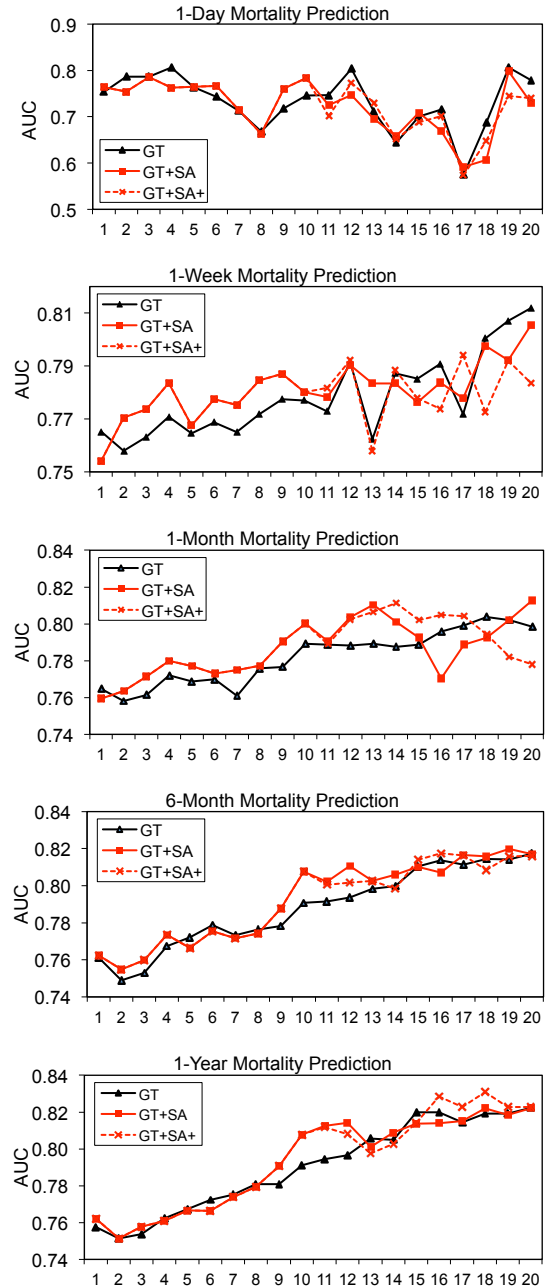 1-Day Mortality Prediction
0.9
0.8
0.7
0.6
0.5
AUC
GT
GT+SA
GT+SA+
1 2 3 4 5 6 7 8 9 10 11 12 13 14 15 16 17 18 19 20
1-Week Mortality Prediction
0.81
0.79
0.77
0.75
AUC
GT
GT+SA
GT+SA+
1 2 3 4 5 6 7 8 9 10 11 12 13 14 15 16 17 18 19 20
1-Month Mortality Prediction
0.84
0.82
0.80
0.78
0.76
0.74
AUC
GT
GT+SA
GT+SA+
1 2 3 4 5 6 7 8 9 10 11 12 13 14 15 16 17 18 19 20
6-Month Mortality Prediction
0.84
0.82
0.80
0.78
0.76
0.74
AUC
GT
GT+SA
GT+SA+
1 2 3 4 5 6 7 8 9 10 11 12 13 14 15 16 17 18 19 20
1-Year Mortality Prediction
0.84
0.82
0.80
0.78
0.76
0.74
AUC
GT
GT+SA
GT+SA+
1 2 3 4 5 6 7 8 9 10 11 12 13 14 15 16 17 18 19 20